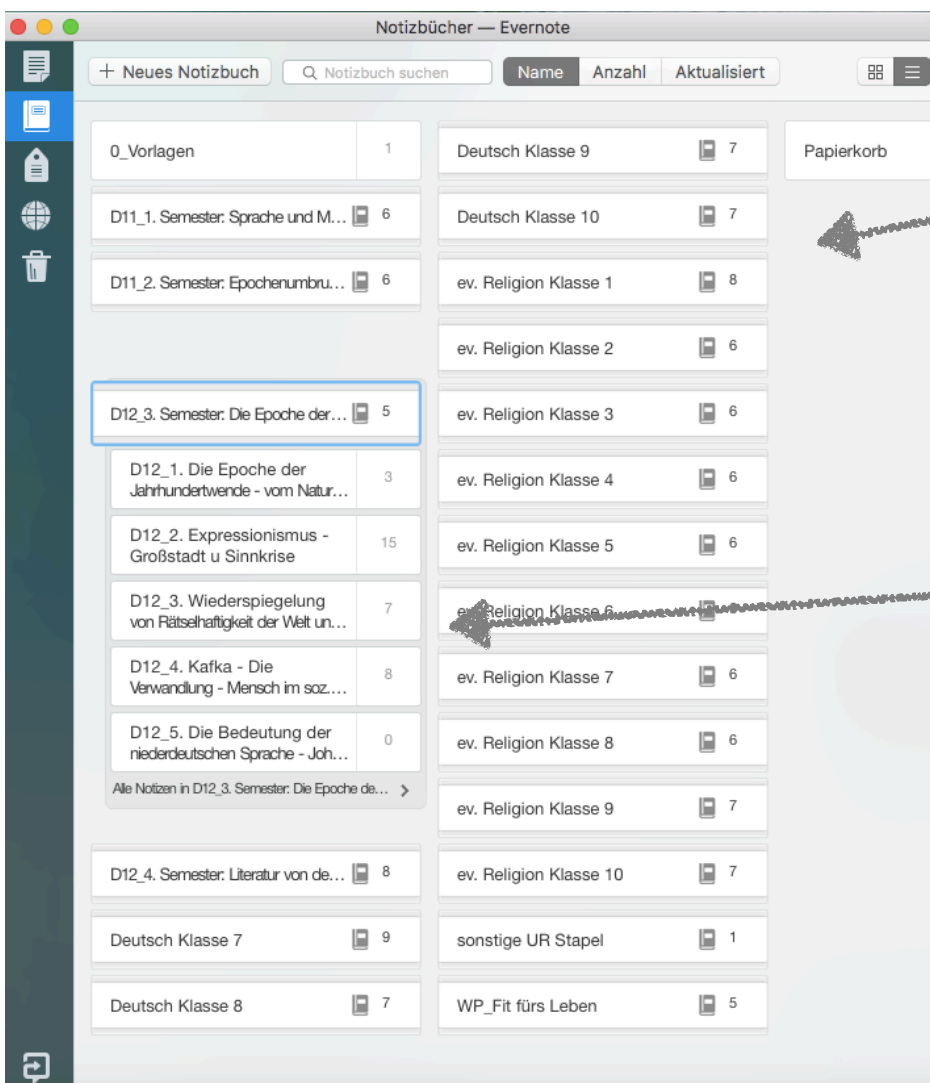 Notizbücher — Evernote
+ Neues Notizbuch
Notizbuch suchen
Name Anzahl Aktualisiert
0_Vorlagen 1
D11_1. Semester: Sprache und M... 6
D11_2. Semester: Epochenumbru... 6
D12_3. Semester: Die Epoche der... 5
D12_1. Die Epoche der
Jahrhundertwende - vom Natur... 3
D12_2. Expressionismus -
Großstadt u Sinnkrise 15
D12_3. Wiederspiegelung
von Rätselhaftigkeit der Welt un... 7
D12_4. Kafka - Die
Verwandlung - Mensch im soz.... 8
D12_5. Die Bedeutung der
niederdeutschen Sprache - Joh... 0
Alle Notizen in D12_3. Semester: Die Epoche de...
D12_4. Semester: Literatur von de... 8
Deutsch Klasse 7 9
Deutsch Klasse 8 7
Deutsch Klasse 9 7
Deutsch Klasse 10 7
ev. Religion Klasse 1 8
ev. Religion Klasse 2 6
ev. Religion Klasse 3 6
ev. Religion Klasse 4 6
ev. Religion Klasse 5 6
ev. Religion Klasse 6
ev. Religion Klasse 7 6
ev. Religion Klasse 8 6
ev. Religion Klasse 9 7
ev. Religion Klasse 10 7
sonstige UR Stapel 1
WP_Fit fürs Leben 5
Papierkorb